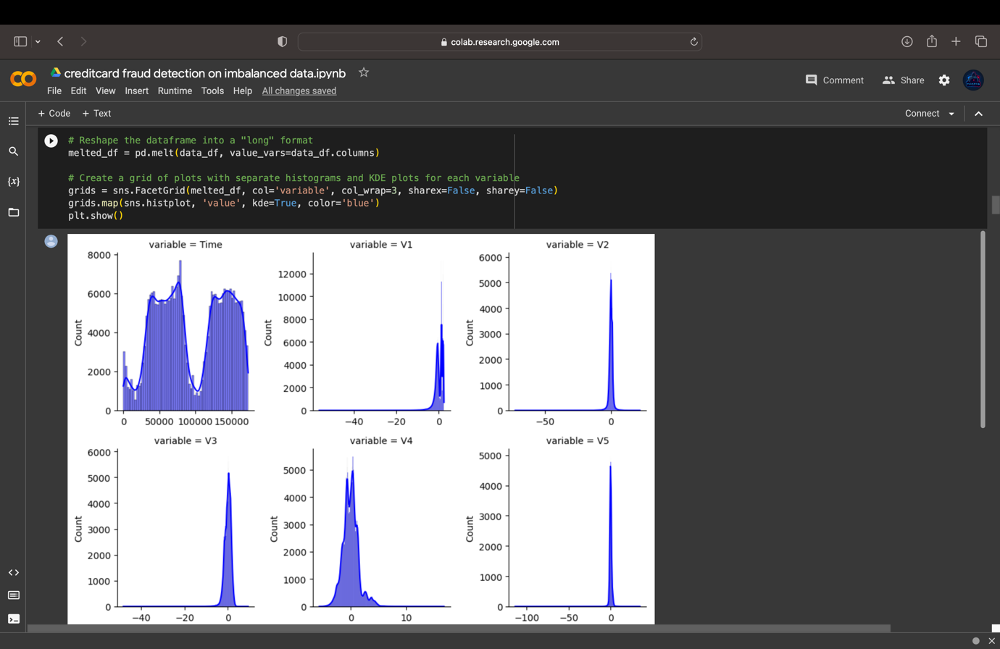 colab.research.google.com
creditcard fraud detection on imbalanced data.ipynb
Comment
Share
File Edit View Insert Runtime Tools Help All changes saved
+ Code + Text
Connect
# Reshape the dataframe into a "long" format
melted_df = pd.melt(data_df, value_vars=data_df.columns)
# Create a grid of plots with separate histograms and KDE plots for each variable
grids = sns.FacetGrid(melted_df, col='variable', col_wrap=3, sharex=False, sharey=False)
grids.map(sns.histplot, 'value', kde=True, color='blue')
plt.show()
{x}
variable = Time
8000
6000
4000
2000
0
Count
0 50000 100000 150000
variable = V1
12000
10000
8000
6000
4000
2000
0
Count
−40 −20 0
variable = V2
6000
5000
4000
3000
2000
1000
0
Count
−50 0
variable = V3
6000
5000
4000
3000
2000
1000
0
Count
−40 −20 0
variable = V4
5000
4000
3000
2000
1000
0
Count
0 10
variable = V5
5000
4000
3000
2000
1000
0
Count
−100 −50 0